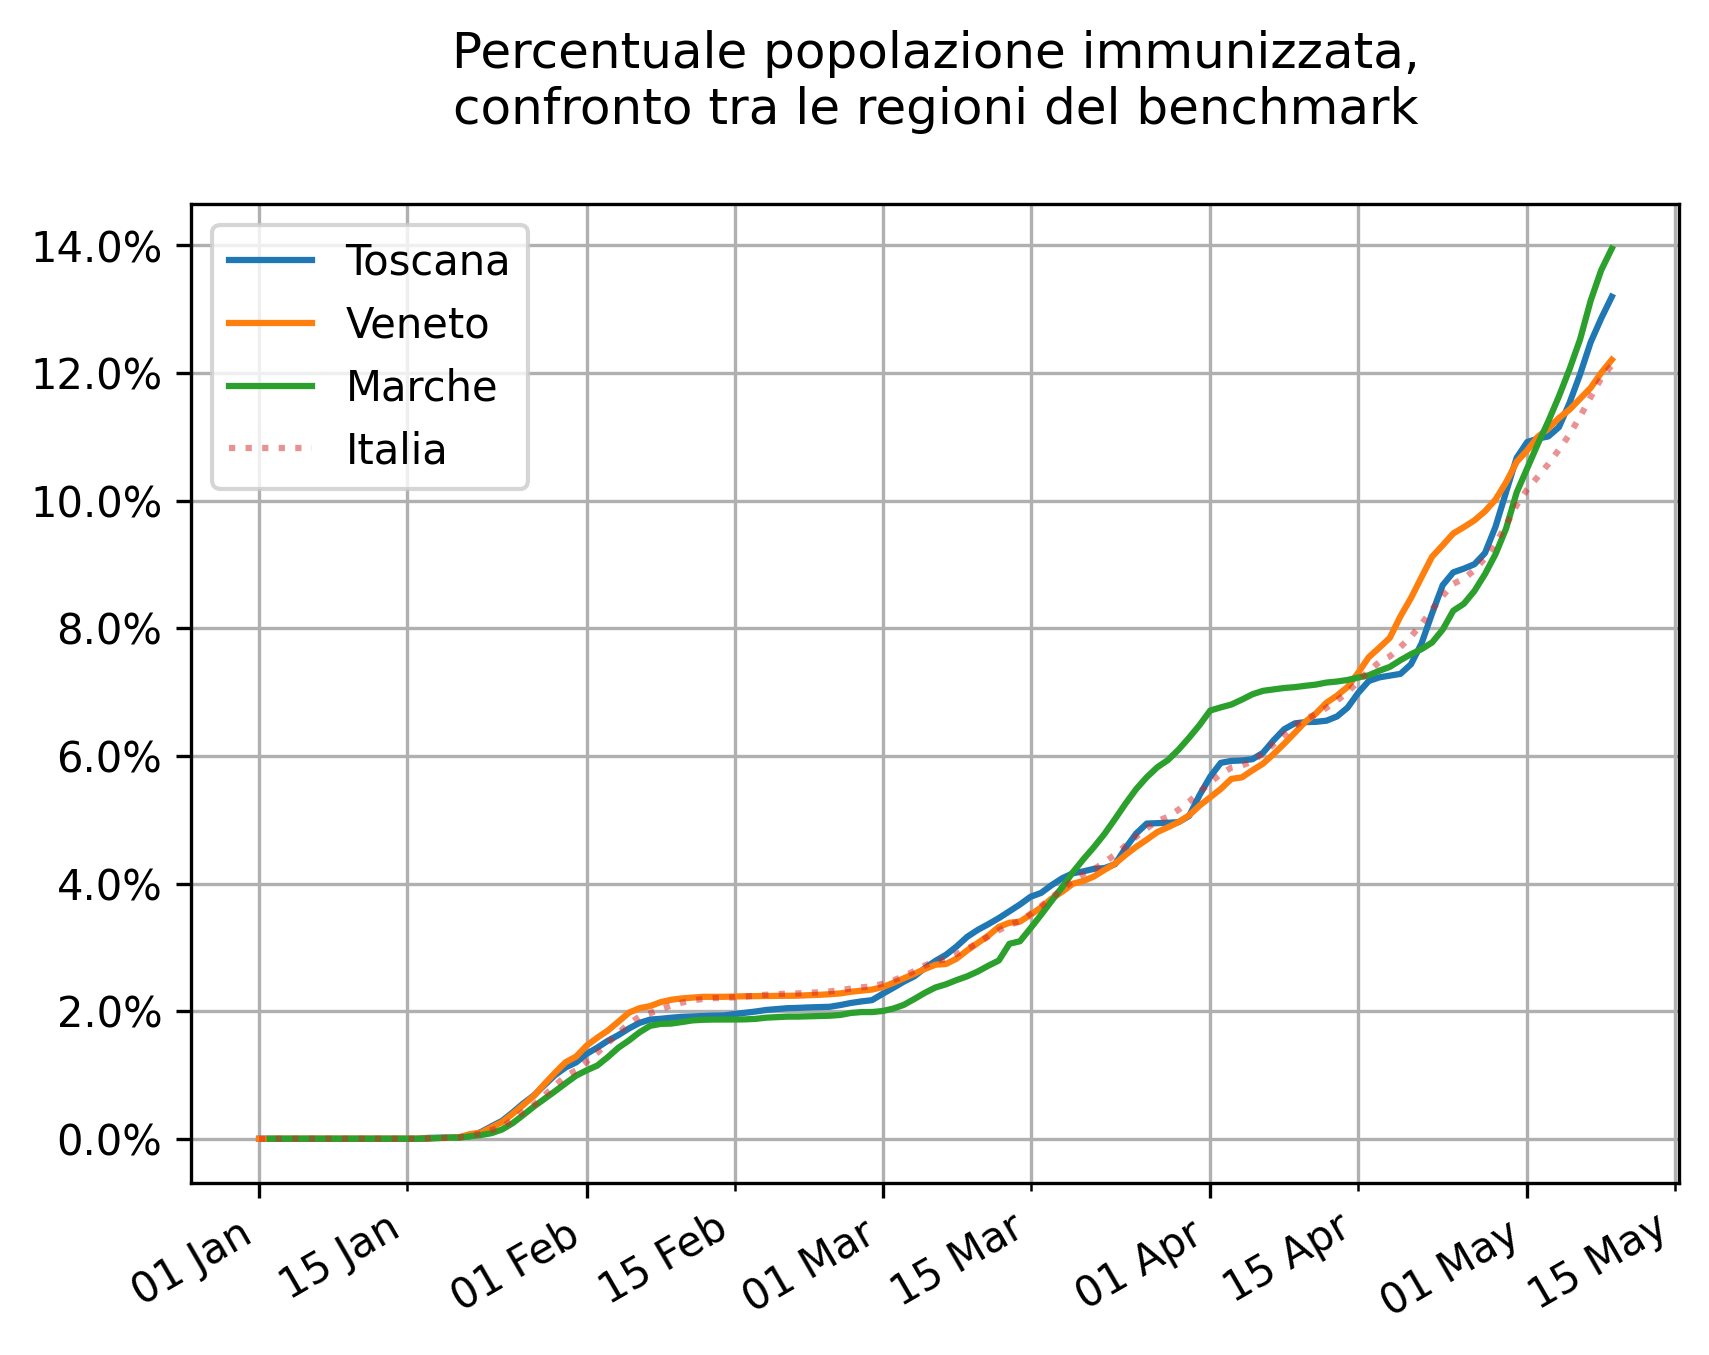 Percentuale popolazione immunizzata,
confronto tra le regioni del benchmark
14.0%
12.0%
10.0%
8.0%
6.0%
4.0%
2.0%
0.0%
Toscana
Veneto
Marche
Italia
01 Jan
15 Jan
01 Feb
15 Feb
01 Mar
15 Mar
01 Apr
15 Apr
01 May
15 May